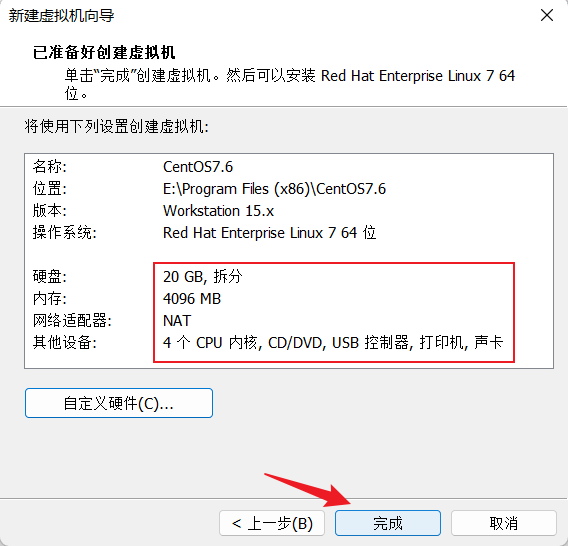 新建虚拟机向导
已准备好创建虚拟机
单击“完成”创建虚拟机。然后可以安装 Red Hat Enterprise Linux 7 64
位。
将使用下列设置创建虚拟机:
名称: CentOS7.6
位置: E:\Program Files (x86)\CentOS7.6
版本: Workstation 15.x
操作系统: Red Hat Enterprise Linux 7 64 位
硬盘: 20 GB, 拆分
内存: 4096 MB
网络适配器: NAT
其他设备: 4 个 CPU 内核, CD/DVD, USB 控制器, 打印机, 声卡
自定义硬件(C)...
< 上一步(B) 完成 取消